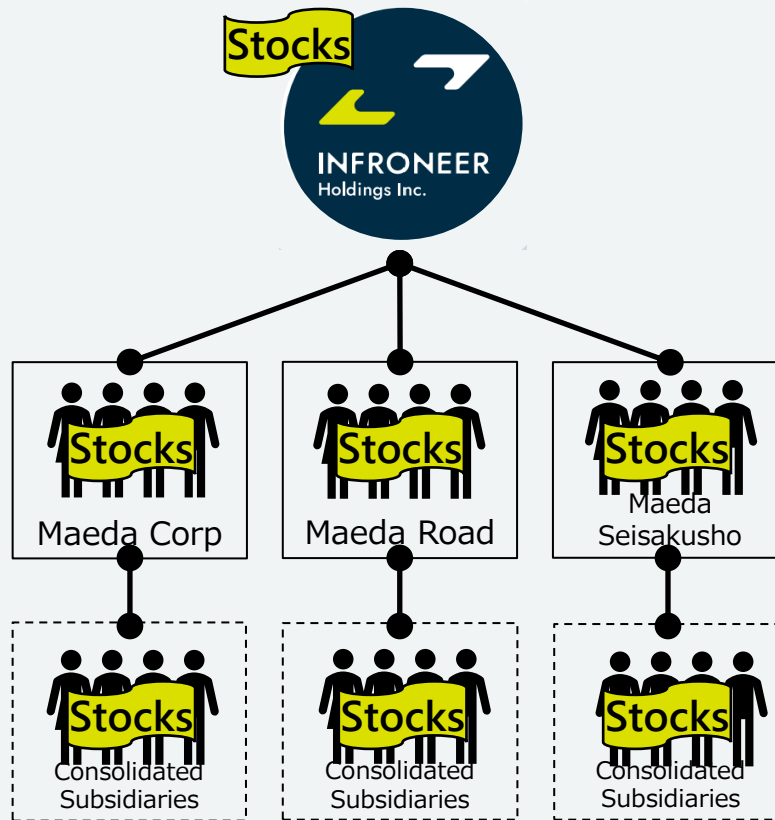 Stocks
INFRONEER
Holdings Inc.
Stocks
Maeda Corp
Stocks
Maeda Road
Stocks
Maeda
Seisakusho
Stocks
Consolidated
Subsidiaries
Stocks
Consolidated
Subsidiaries
Stocks
Consolidated
Subsidiaries